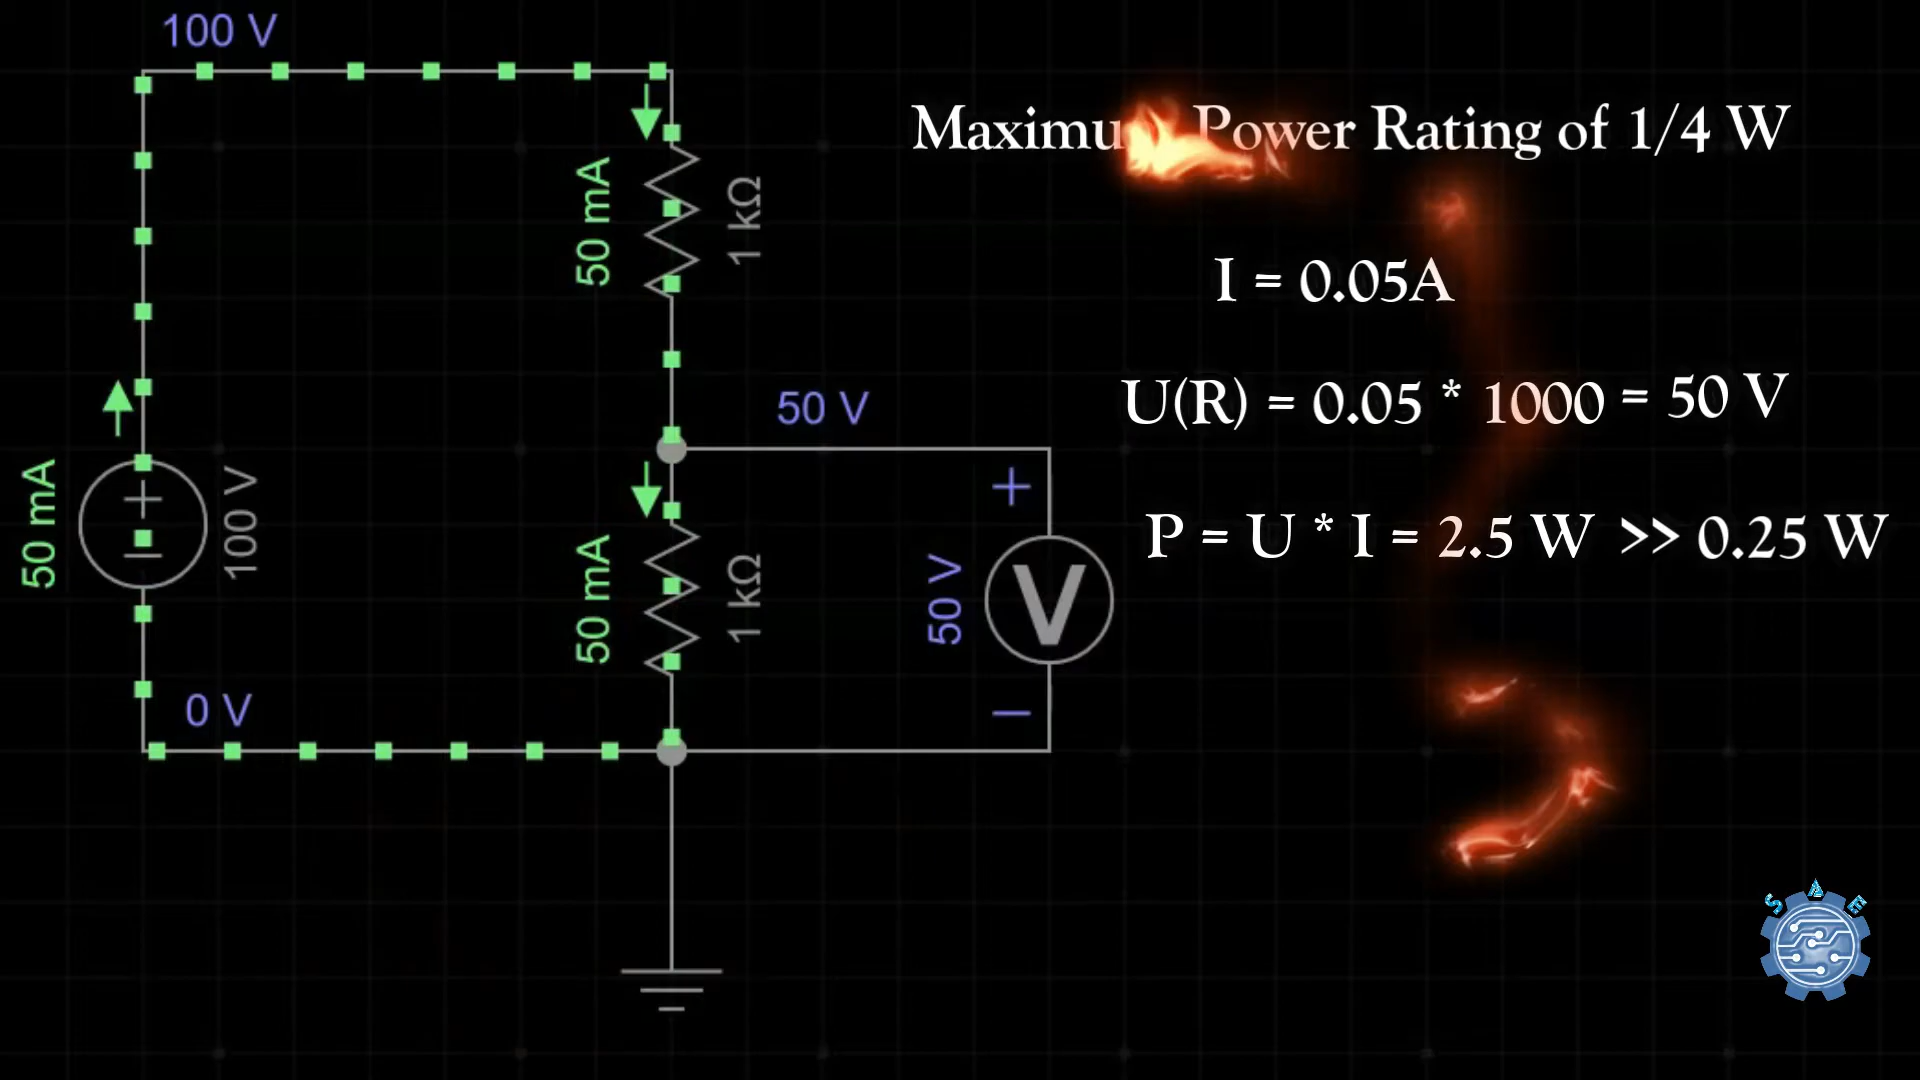 100 V
Maximum Power Rating of 1/4 W
50 mA
1 kΩ
I = 0.05A
50 V
U(R) = 0.05 * 1000 = 50 V
50 mA
100 V
50 mA
1 kΩ
50 V
+
V
−
P = U * I = 2.5 W >> 0.25 W
0 V
S A E